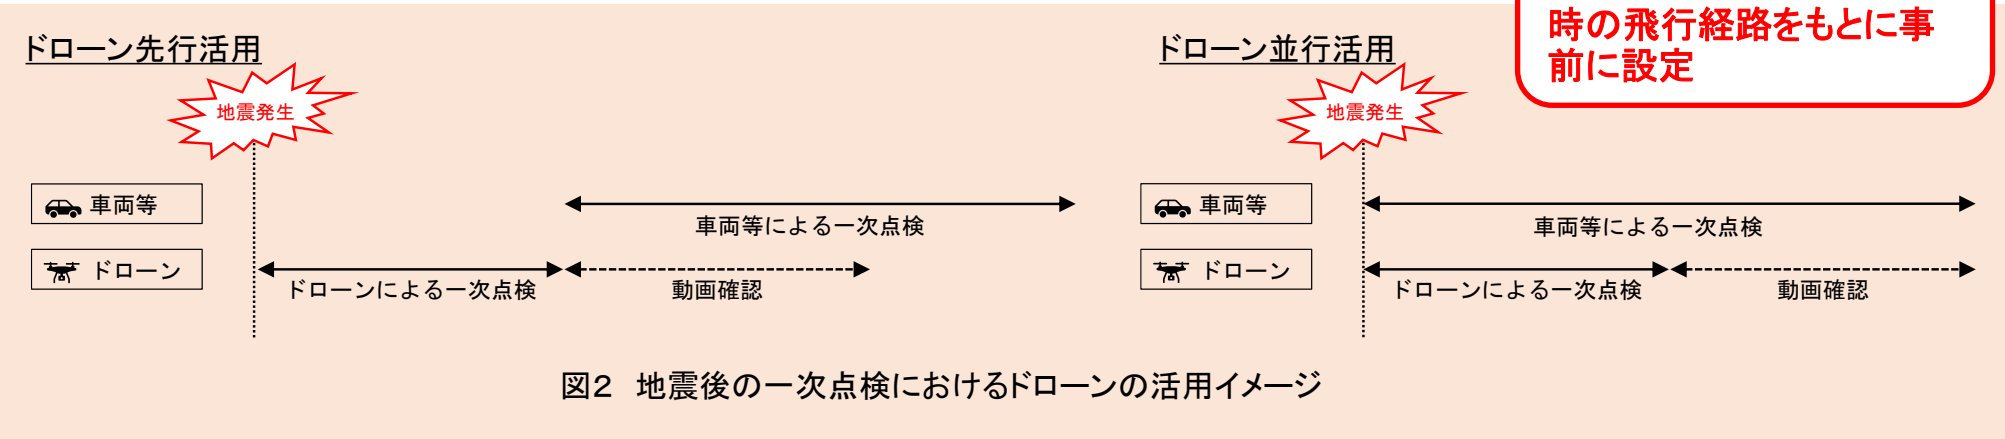 時の飛行経路をもとに事
前に設定
ドローン先行活用
地震発生
車両等
車両等による一次点検
ドローン
ドローンによる一次点検
動画確認
ドローン並行活用
地震発生
車両等
車両等による一次点検
ドローン
ドローンによる一次点検
動画確認
図2 地震後の一次点検におけるドローンの活用イメージ